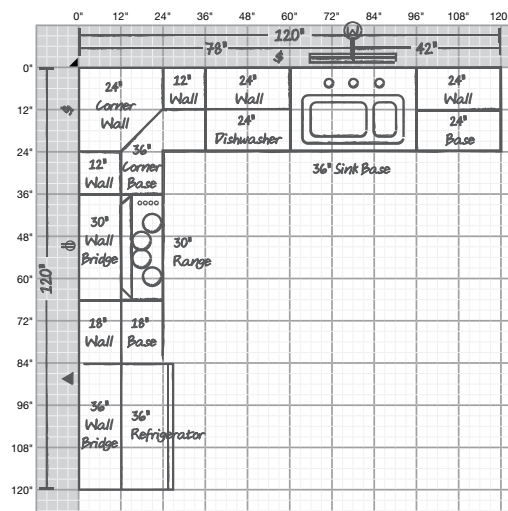 0" 12" 24" 36" 48" 60" 72" 84" 96" 108" 120
120"
W
78" 42"
0"
12"
24"
36"
48"
60"
72"
84"
96"
108"
120"
120"
24"
Corner
Wall
12"
Wall
24"
Wall
24"
Dishwasher
24"
Wall
24"
Base
36" Sink Base
12"
Wall
36"
Corner
Base
30"
Wall
Bridge
30"
Range
18"
Wall
18"
Base
36"
Wall
Bridge
36"
Refrigerator